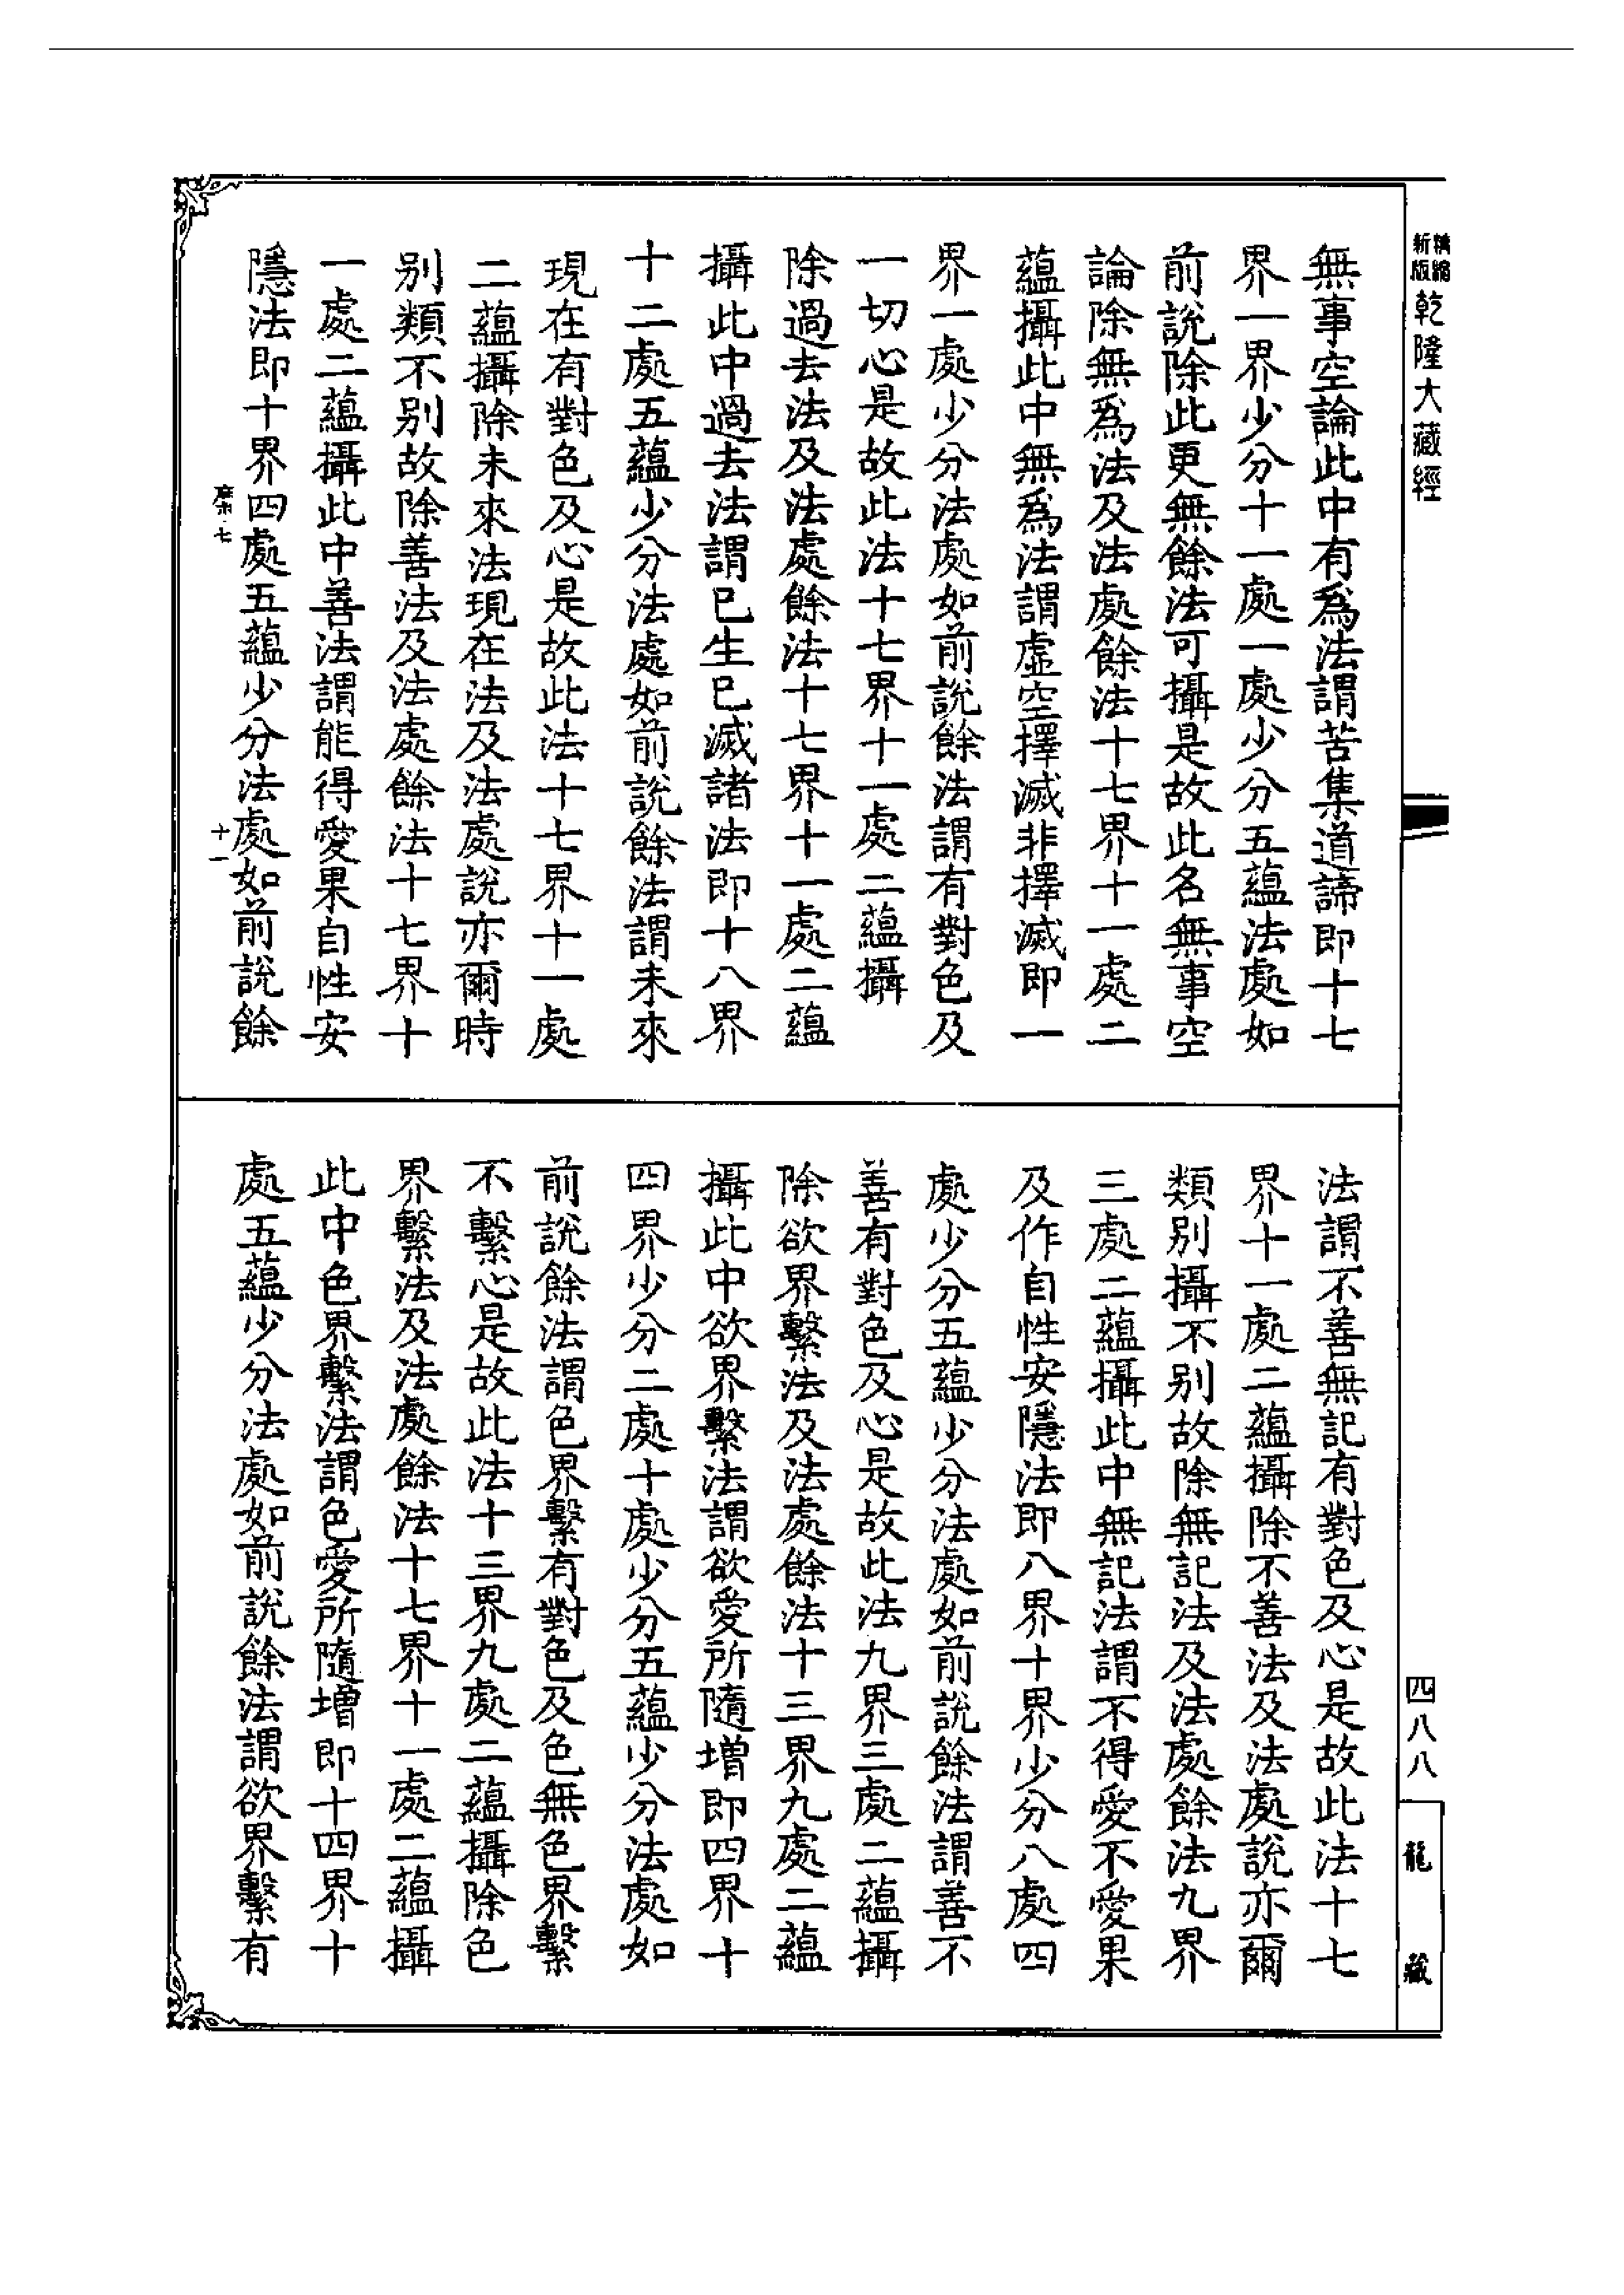 精縮新版乾隆大藏經
無事空論此中有為法謂苦集道諦即十七
界一界少分十一處一處少分五蘊法處如
前說除此更無餘法可攝是故此名無事空
論除無為法及法處餘法十七界十一處二
蘊攝此中無為法謂虛空擇滅非擇滅即一
界一處少分法處如前說餘法謂有對色及
一切心是故此法十七界十一處二蘊攝
除過去法及法處餘法十七界十一處二蘊
攝此中過去法謂已生已滅諸法即十八界
十二處五蘊少分法處如前說餘法謂未來
現在有對色及心是故此法十七界十一處
二蘊攝除未來法現在法及法處說亦爾時
別類不別故除善法及法處餘法十七界十
一處二蘊攝此中善法謂能得愛果自性安
隱法即十界四處五蘊少分法處如前說餘
七
十一
法謂不善無記有對色及心是故此法十七
界十一處二蘊攝除不善法及法處說亦爾
類別攝不別故除無記法及法處餘法九界
三處二蘊攝此中無記法謂不得愛不愛果
及作自性安隱法即八界十界少分八處四
處少分五蘊少分法處如前說餘法謂善不
善有對色及心是故此法九界三處二蘊攝
除欲界繫法及法處餘法十三界九處二蘊
攝此中欲界繫法謂欲愛所隨增即四界十
四界少分二處十處少分五蘊少分法處如
前說餘法謂色界繫有對色及色無色界繫
不繫心是故此法十三界九處二蘊攝除色
界繫法及法處餘法十七界十一處二蘊攝
此中色界繫法謂色愛所隨增即十四界十
處五蘊少分法處如前說餘法謂欲界繫有
四八八
龍藏